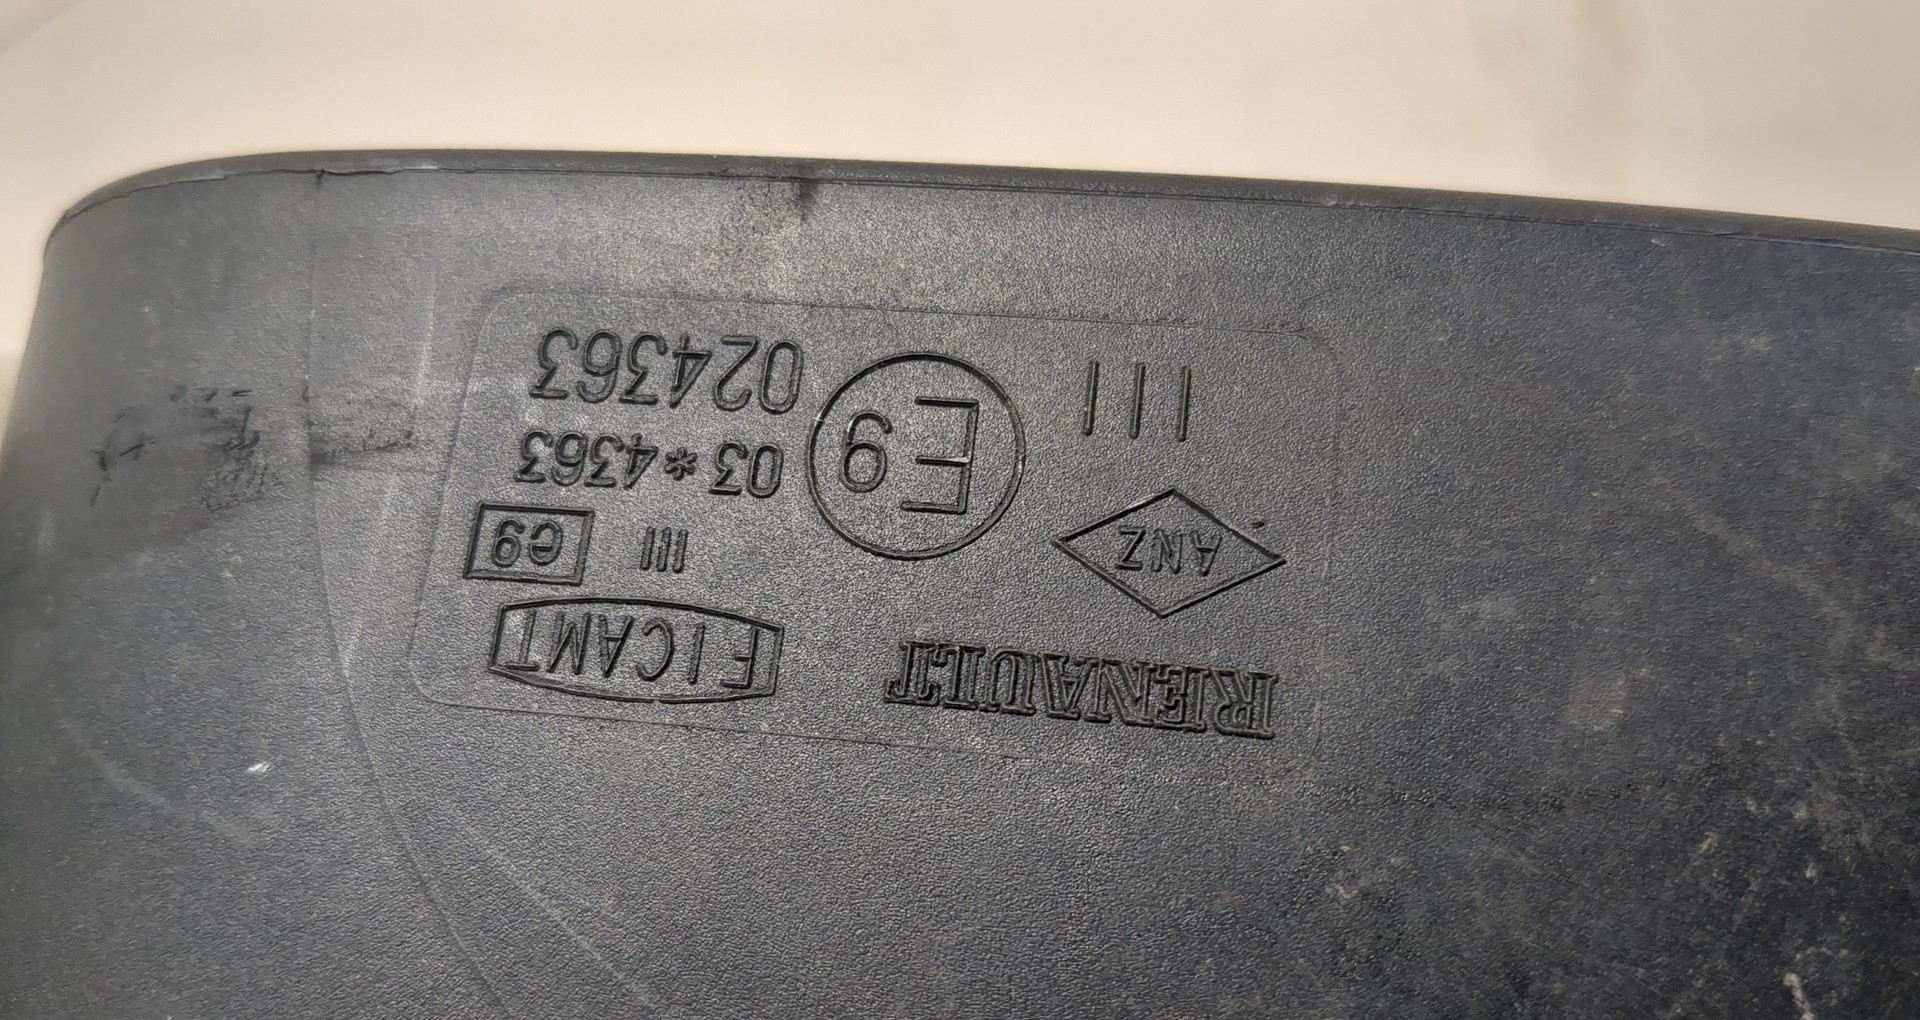 RENAULT
FICAMT
ANZ
III
e9
E9
03*4363
III
024363